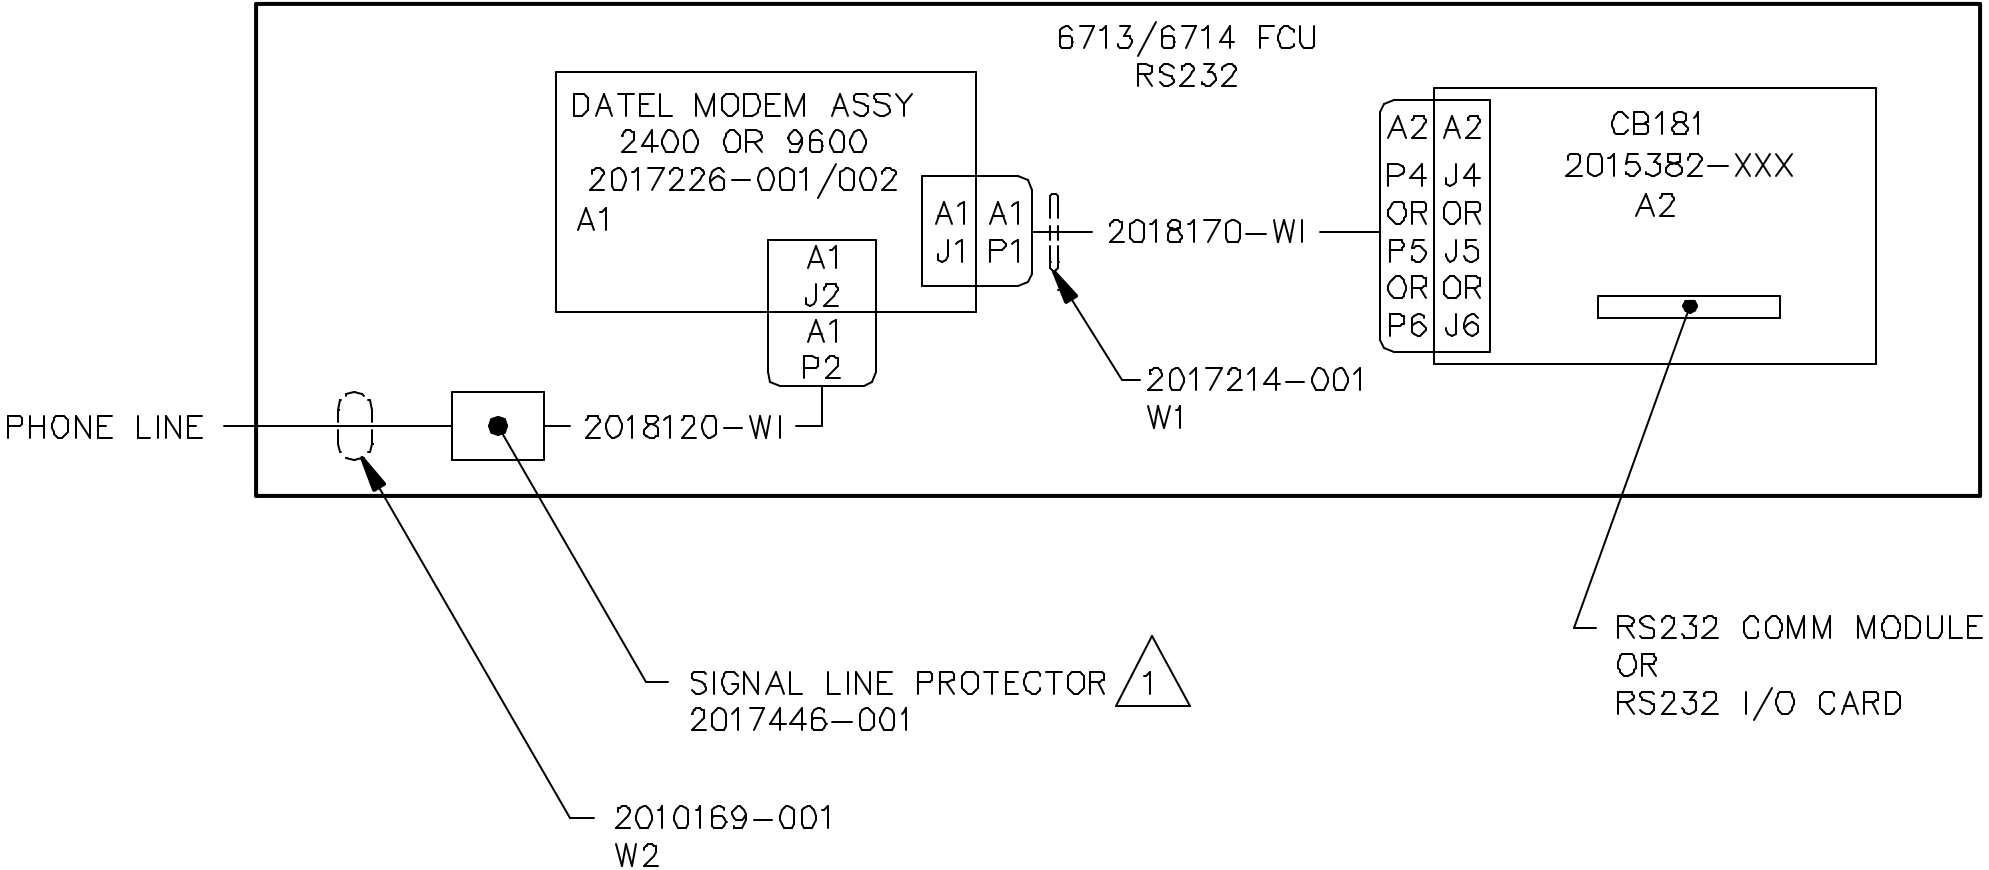 6713/6714 FCU
RS232
DATEL MODEM ASSY
2400 OR 9600
2017226-001/002
A1
A1
J2
A1
P2
A1
J1
A1
P1
2018170-WI
A2 A2
P4 J4
OR OR
P5 J5
OR OR
P6 J6
CB181
2015382-XXX
A2
2017214-001
W1
PHONE LINE
2018120-WI
SIGNAL LINE PROTECTOR 1
2017446-001
RS232 COMM MODULE
OR
RS232 I/O CARD
2010169-001
W2